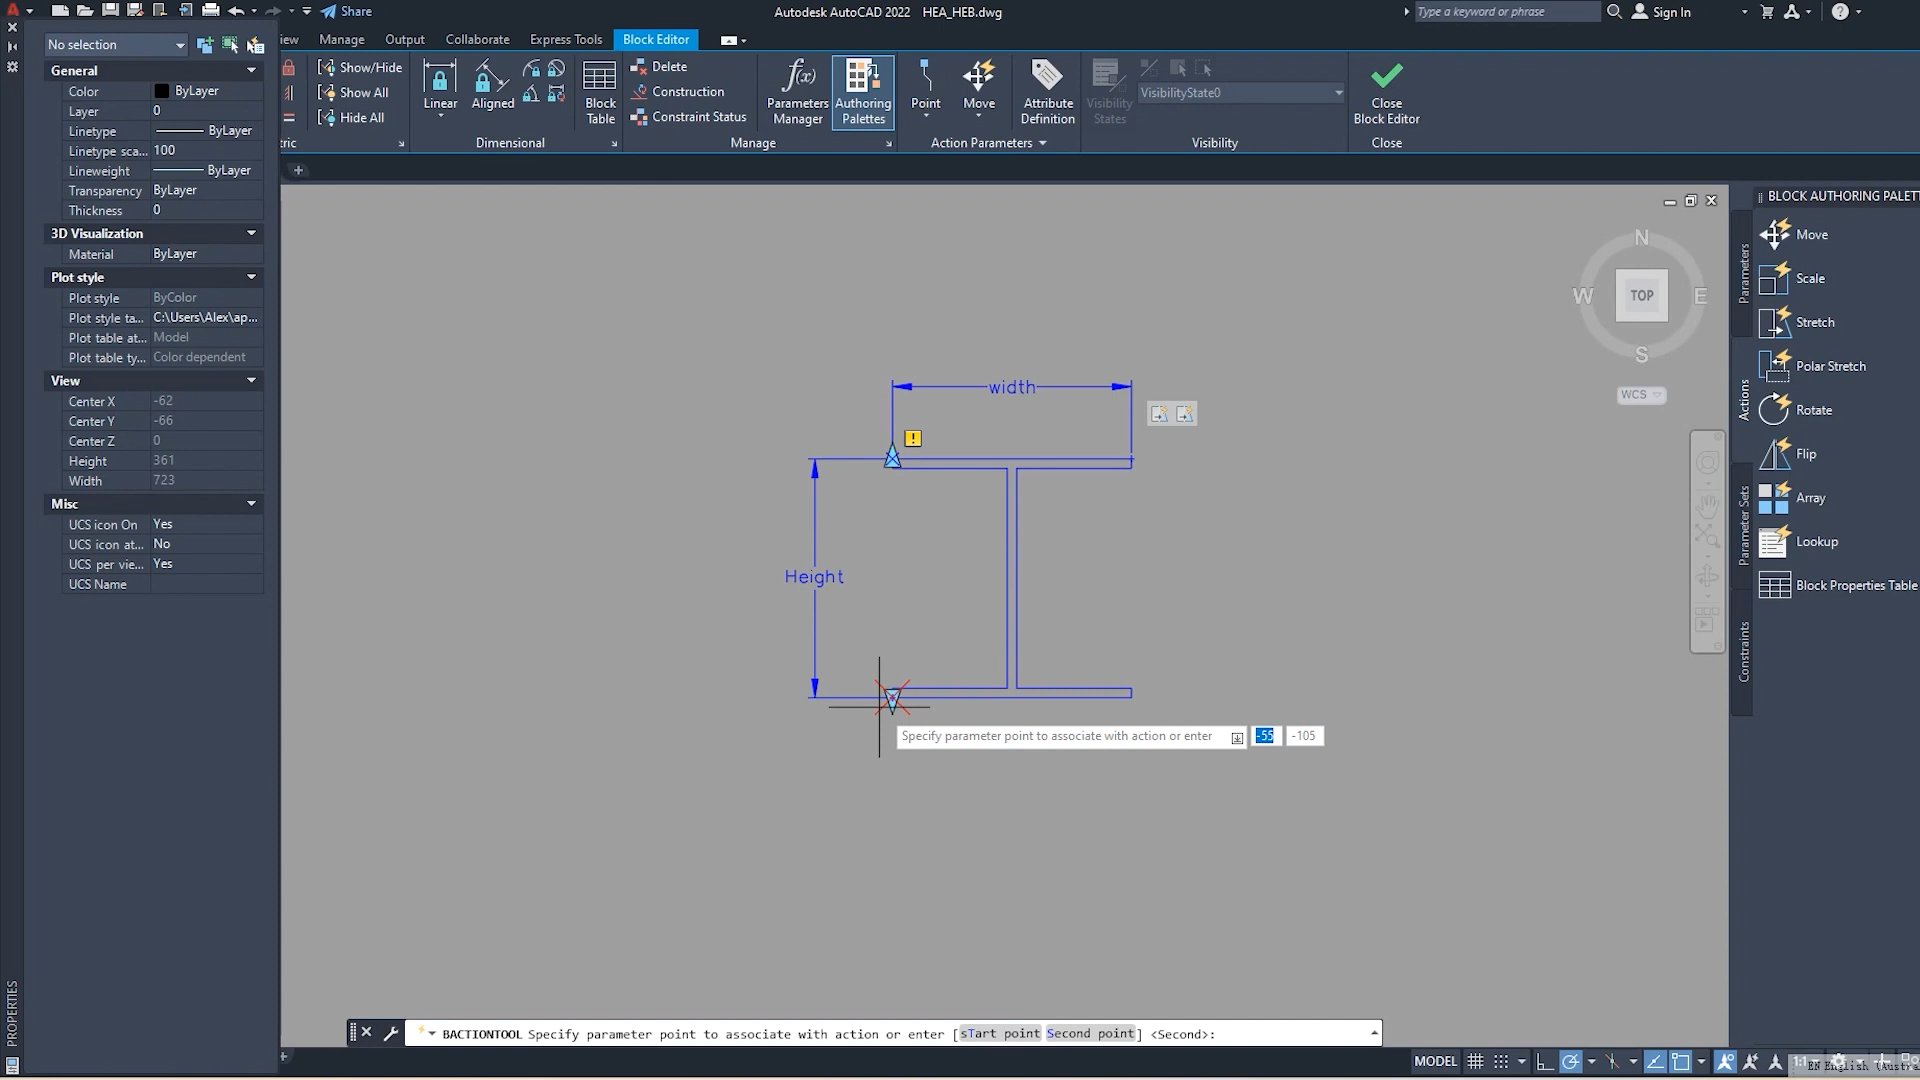 Share
Autodesk AutoCAD 2022 HEA_HEB.dwg
Type a keyword or phrase
Sign In
No selection
iew
Manage
Output
Collaborate
Express Tools
Block Editor
Show/Hide
Show All
Hide All
tric
Linear
Aligned
Dimensional
Block
Table
Delete
Construction
Constraint Status
Manage
Parameters
Manager
Authoring
Palettes
Point
Move
Action Parameters
Attribute
Definition
Visibility
States
VisibilityState0
Visibility
Close
Block Editor
Close
General
Color ByLayer
Layer 0
Linetype ByLayer
Linetype sca... 100
Lineweight ByLayer
Transparency ByLayer
Thickness 0
3D Visualization
Material ByLayer
Plot style
Plot style ByColor
Plot style ta... C:\Users\Alex\ap...
Plot table at... Model
Plot table ty... Color dependent
View
Center X -62
Center Y -66
Center Z 0
Height 361
Width 723
Misc
UCS icon On Yes
UCS icon at... No
UCS per vie... Yes
UCS Name
PROPERTIES
width
Height
Specify parameter point to associate with action or enter -55 -105
N
W TOP E
S
WCS
BLOCK AUTHORING PALETT
Parameters
Actions
Parameter Sets
Constraints
Move
Scale
Stretch
Polar Stretch
Rotate
Flip
Array
Lookup
Block Properties Table
BACTIONTOOL Specify parameter point to associate with action or enter [sTart point Second point] <Second>:
MODEL
1:1
EN English (Austra